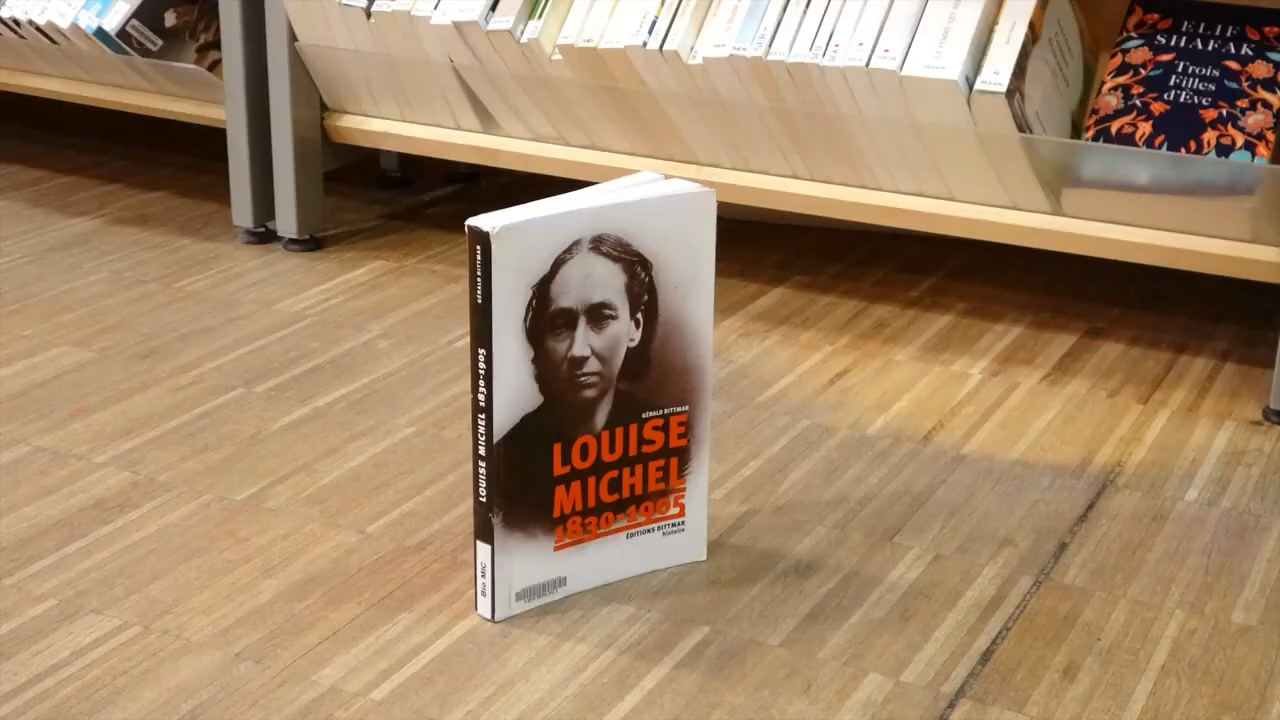 ELIF
SHAFAK
Trois
Filles
d'Ève
GÉRALD DITTMAR
LOUISE MICHEL 1830-1905
Bio MIC
GÉRALD DITTMAR
LOUISE
MICHEL
1830-1905
ÉDITIONS DITTMAR
histoire